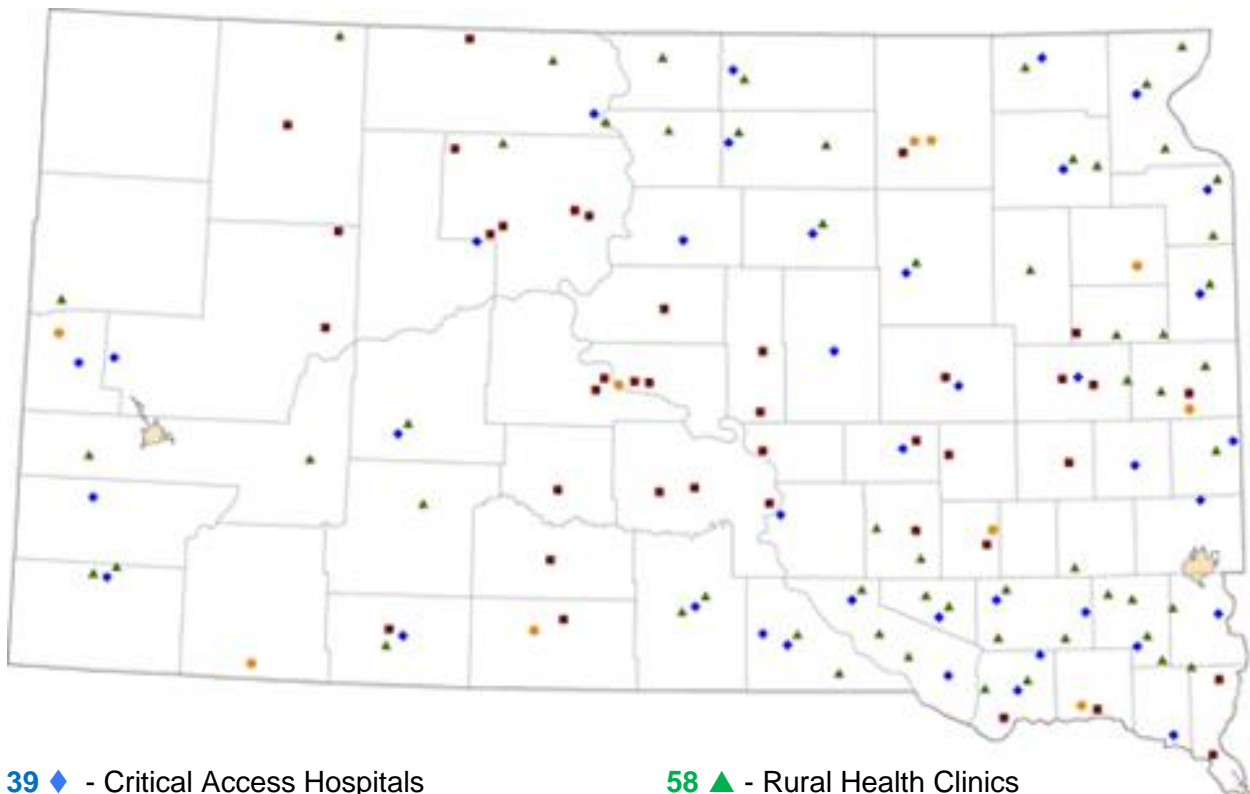 39 ♦ - Critical Access Hospitals
58 ▲ - Rural Health Clinics